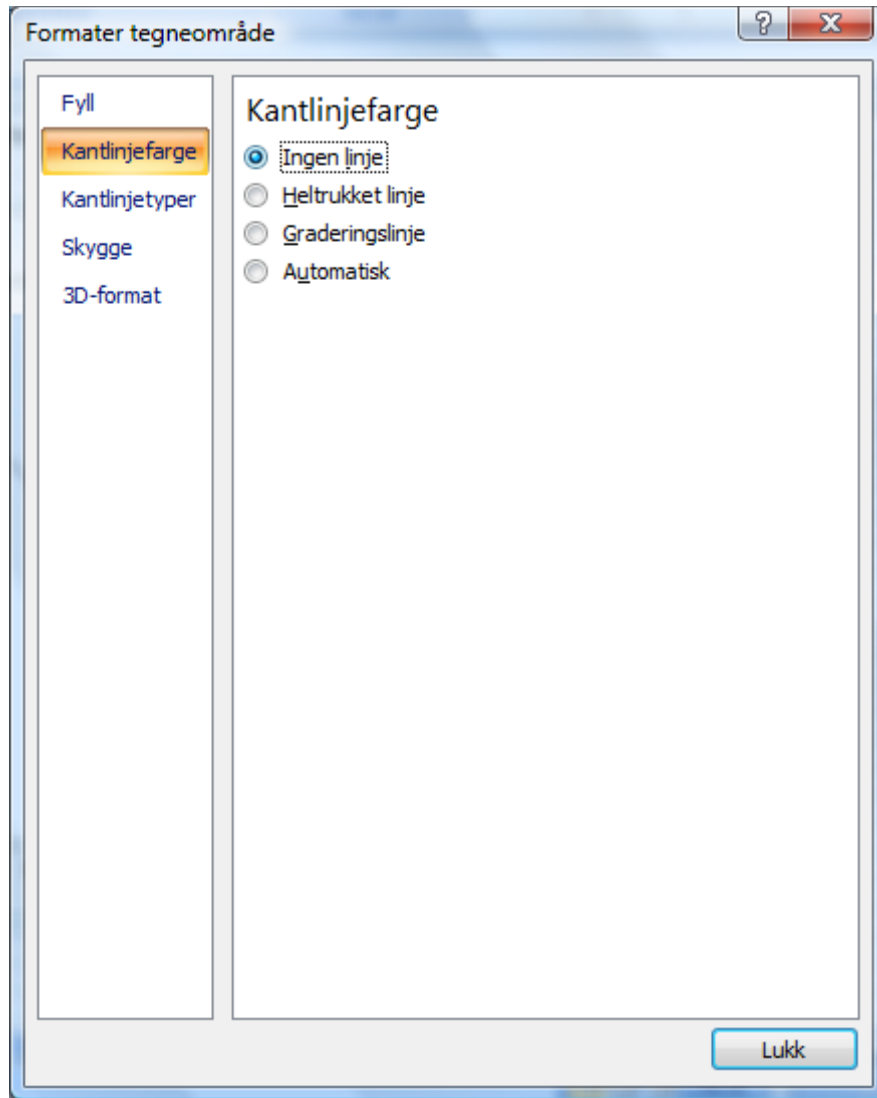 Formater tegneområde
Fyll
Kantlinjefarge
Kantlinjetyper
Skygge
3D-format
Kantlinjefarge
Ingen linje
Heltrukket linje
Graderingslinje
Automatisk
Lukk